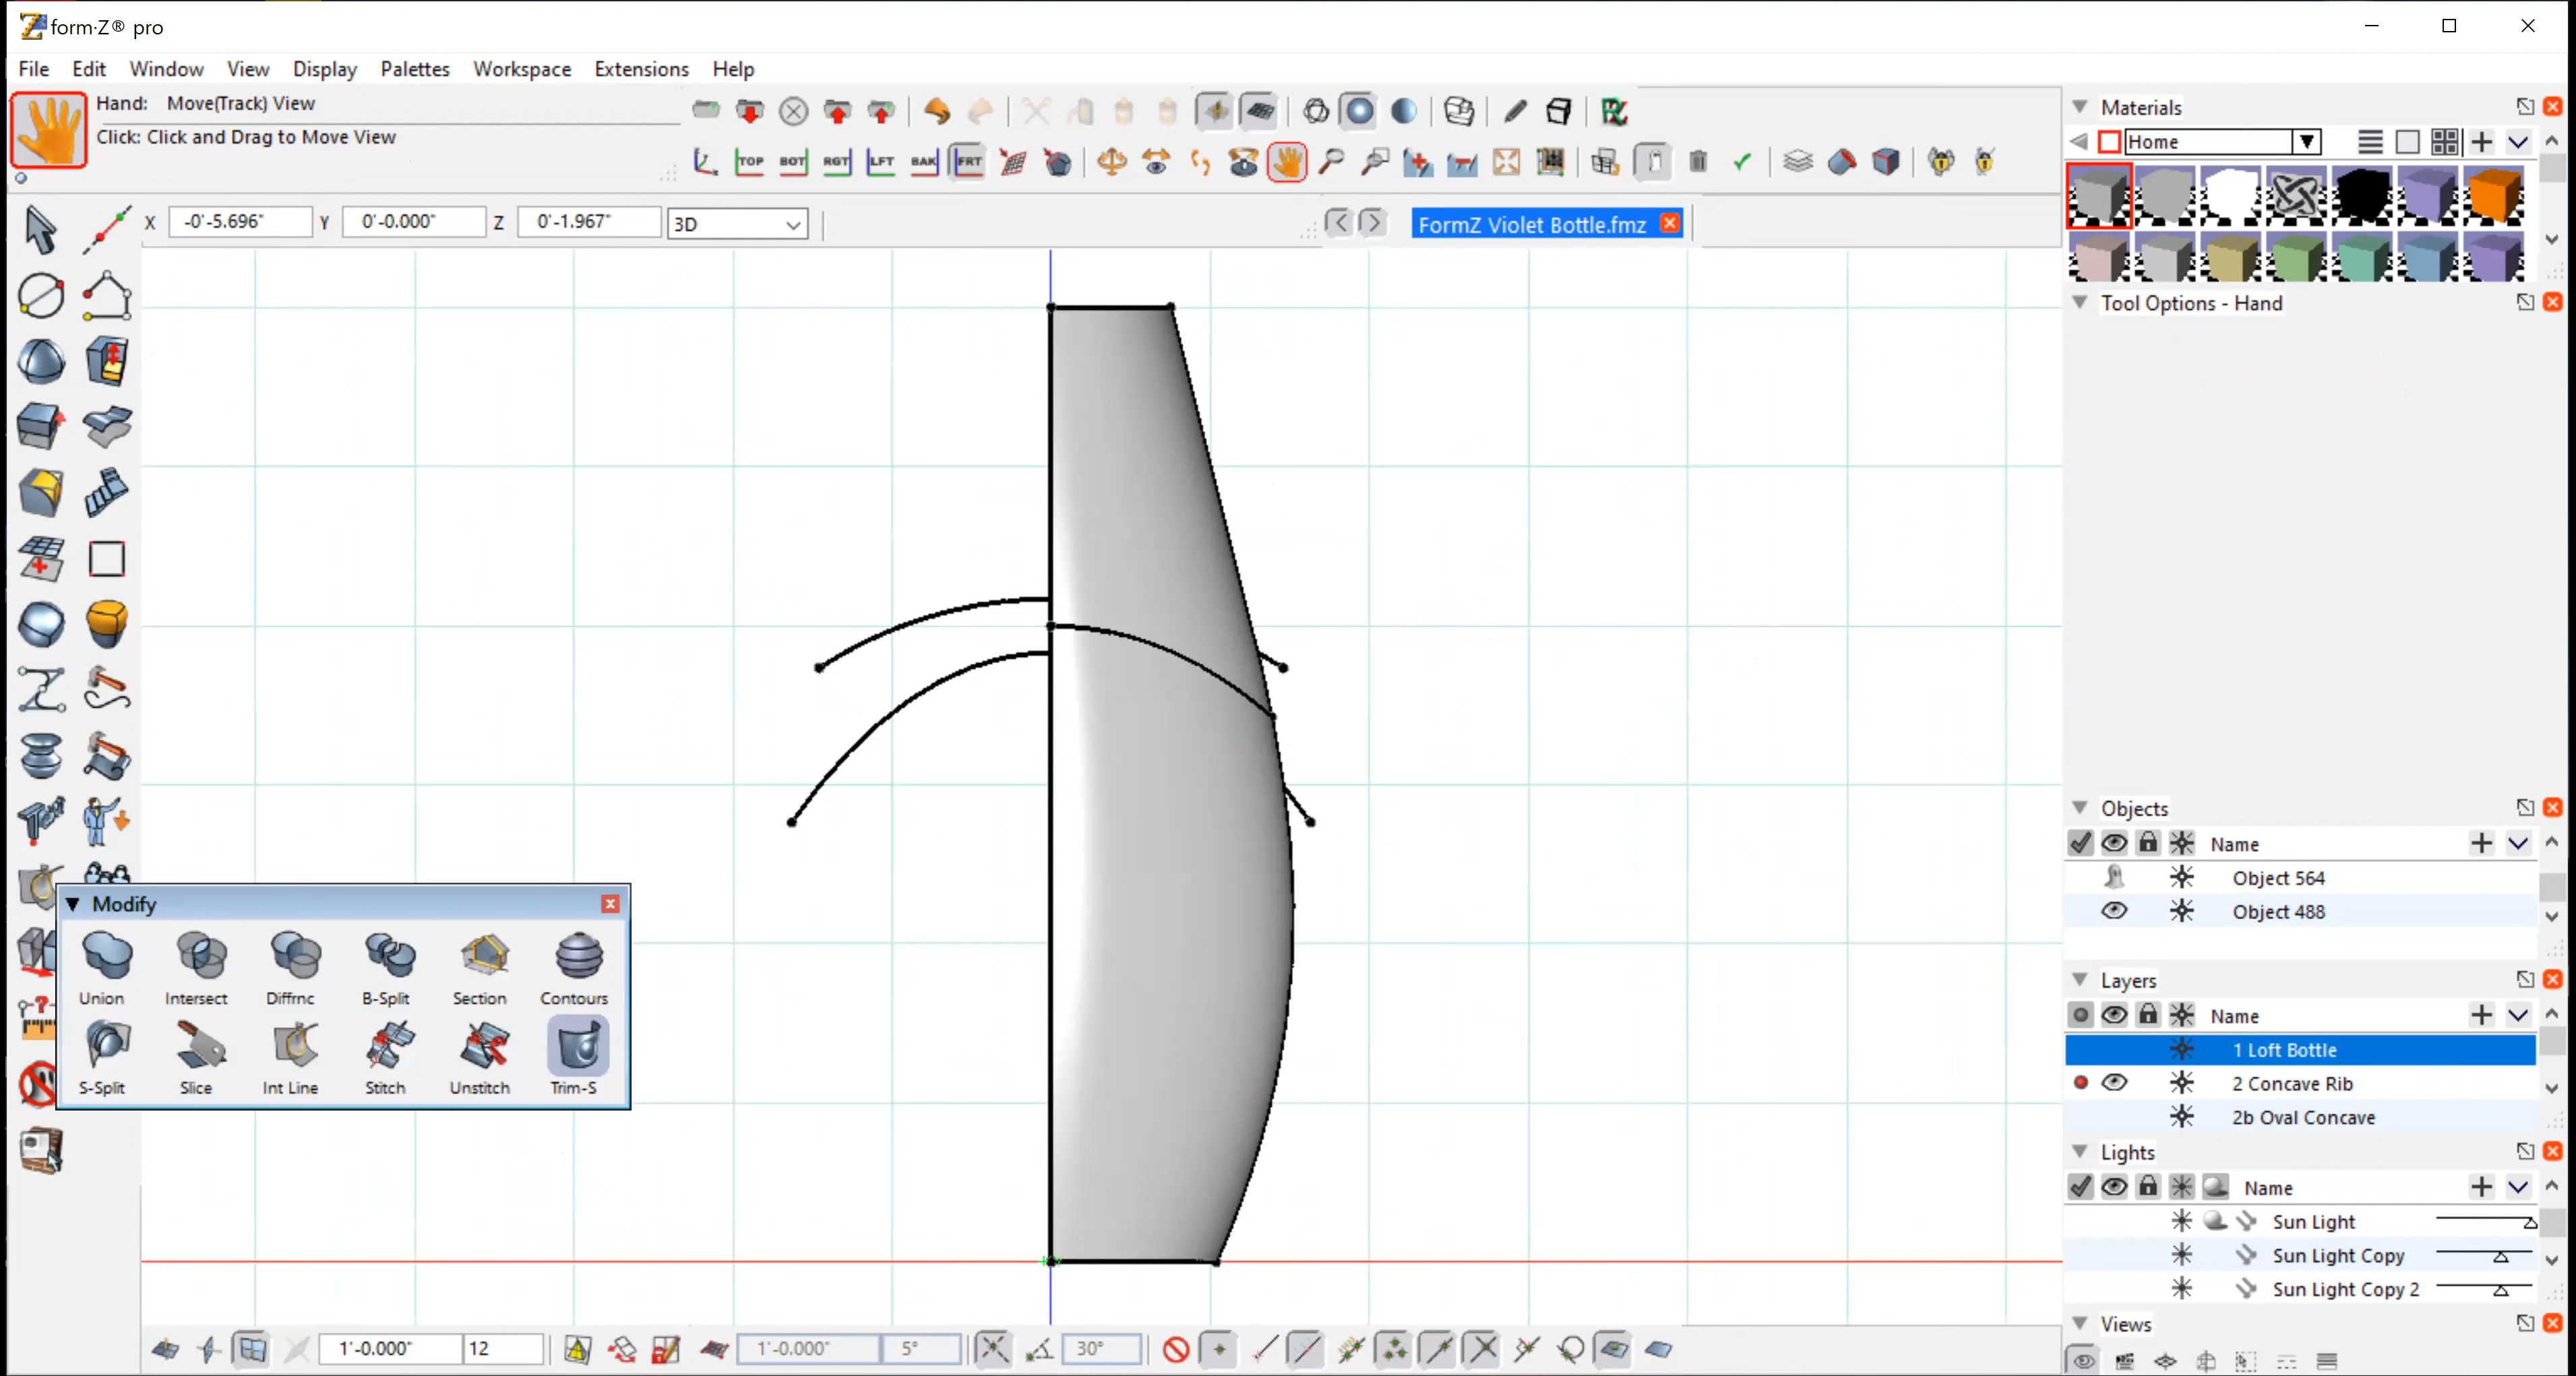 form·Z® pro
File Edit Window View Display Palettes Workspace Extensions Help
Hand: Move(Track) View
Click: Click and Drag to Move View
TOP BOT RGT LFT BAK FRT
X -0'-5.696" Y 0'-0.000" Z 0'-1.967" 3D
FormZ Violet Bottle.fmz
Materials
Home
Tool Options - Hand
Objects
Name
Object 564
Object 488
Layers
Name
1 Loft Bottle
2 Concave Rib
2b Oval Concave
Lights
Name
Sun Light
Sun Light Copy
Sun Light Copy 2
Views
Modify
Union Intersect Diffrnc B-Split Section Contours
S-Split Slice Int Line Stitch Unstitch Trim-S
1'-0.000" 12 1'-0.000" 5° 30°